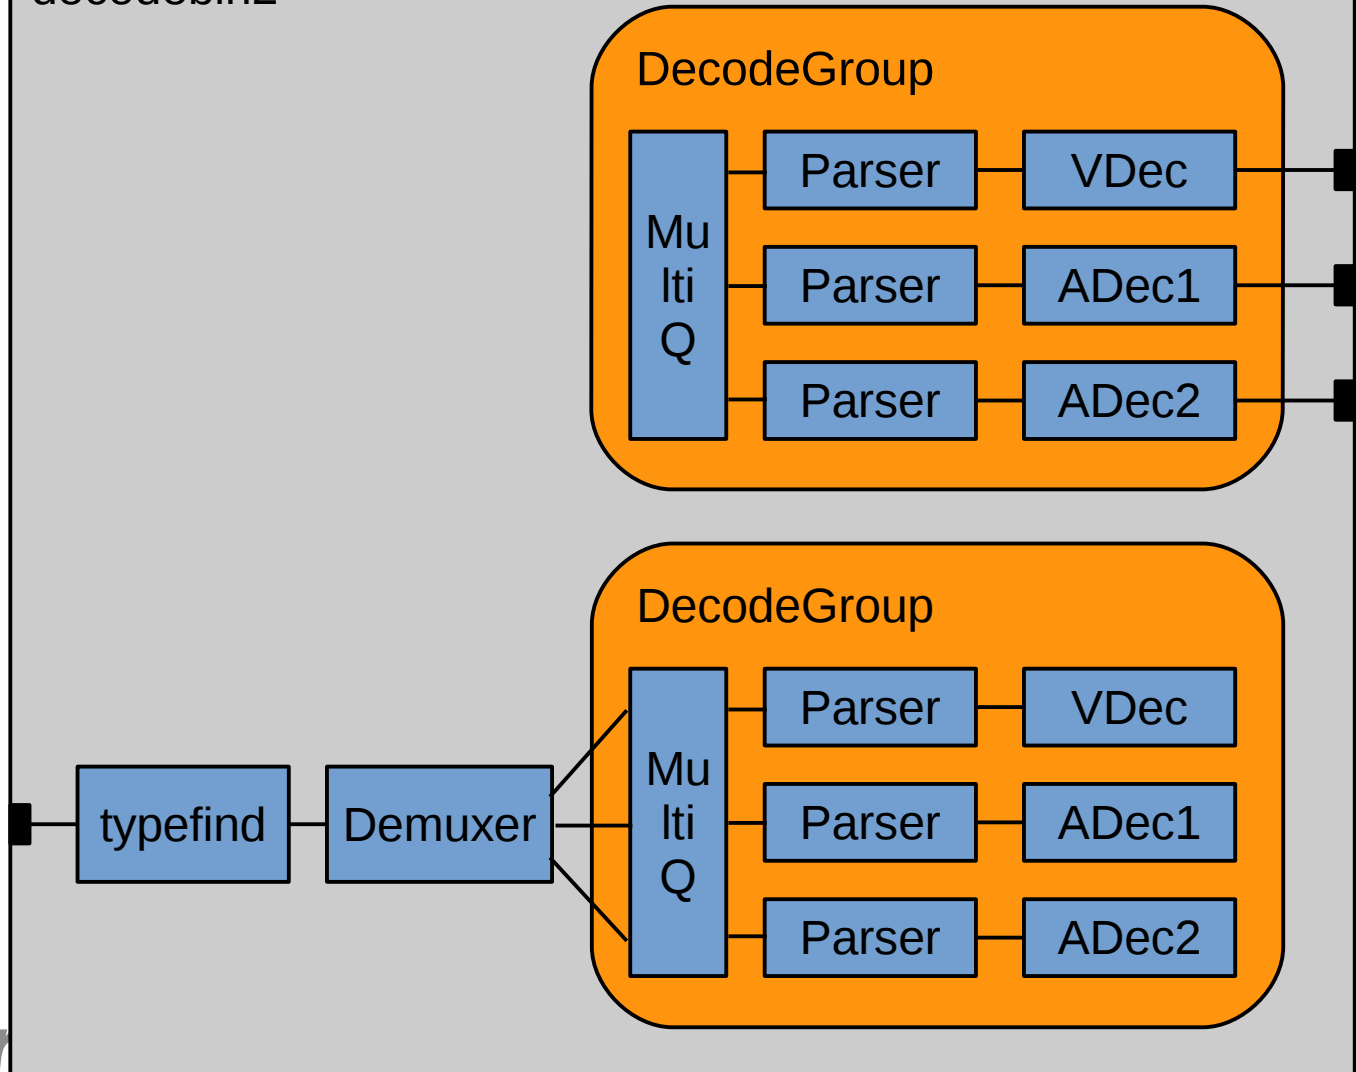 decodebin2
DecodeGroup
Mu
lti
Q
Parser
VDec
Parser
ADec1
Parser
ADec2
DecodeGroup
Mu
lti
Q
Parser
VDec
Parser
ADec1
Parser
ADec2
typefind
Demuxer